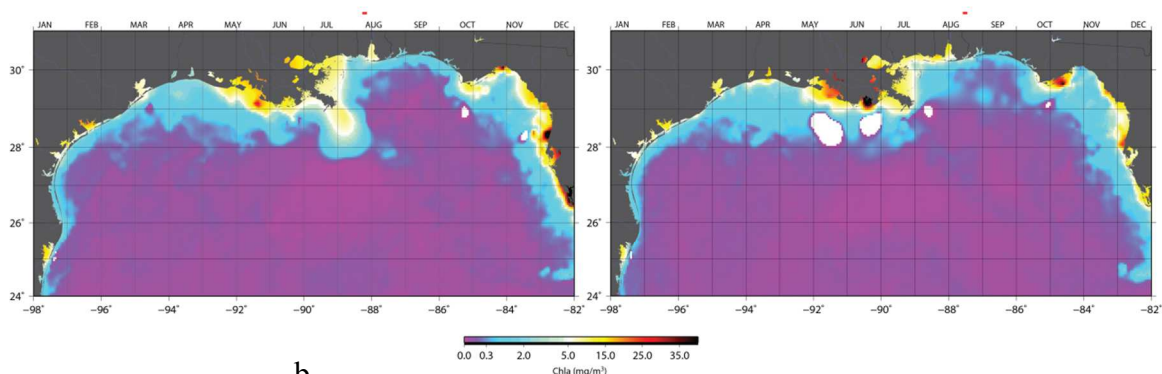 JAN FEB MAR APR MAY JUN JUL AUG SEP OCT NOV DEC
JAN FEB MAR APR MAY JUN JUL AUG SEP OCT NOV DEC
30°
28°
26°
24°
−98° −96° −94° −92° −90° −88° −86° −84° −82°
30°
28°
26°
24°
−98° −96° −94° −92° −90° −88° −86° −84° −82°
0.0 0.3 2.0 5.0 15.0 25.0 35.0
Chla (mg/m³)
b